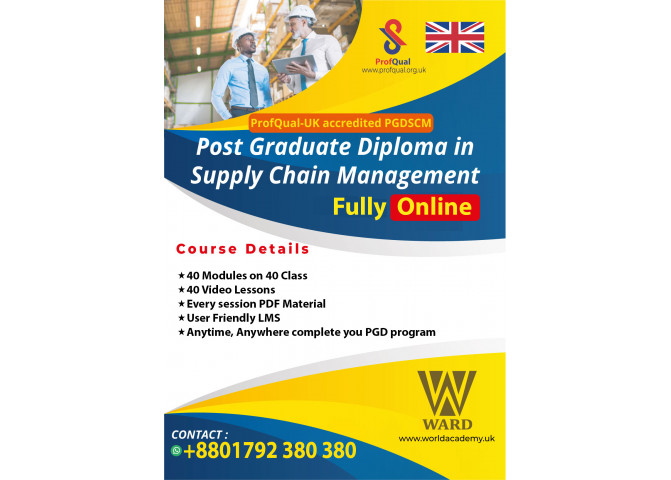 ProfQual
www.profqual.org.uk
ProfQual-UK accredited PGDSCM
Post Graduate Diploma in
Supply Chain Management
Fully Online
Course Details
★40 Modules on 40 Class
★40 Video Lessons
★Every session PDF Material
★User Friendly LMS
★Anytime, Anywhere complete you PGD program
WARD
www.worldacademy.uk
CONTACT :
+8801792 380 380